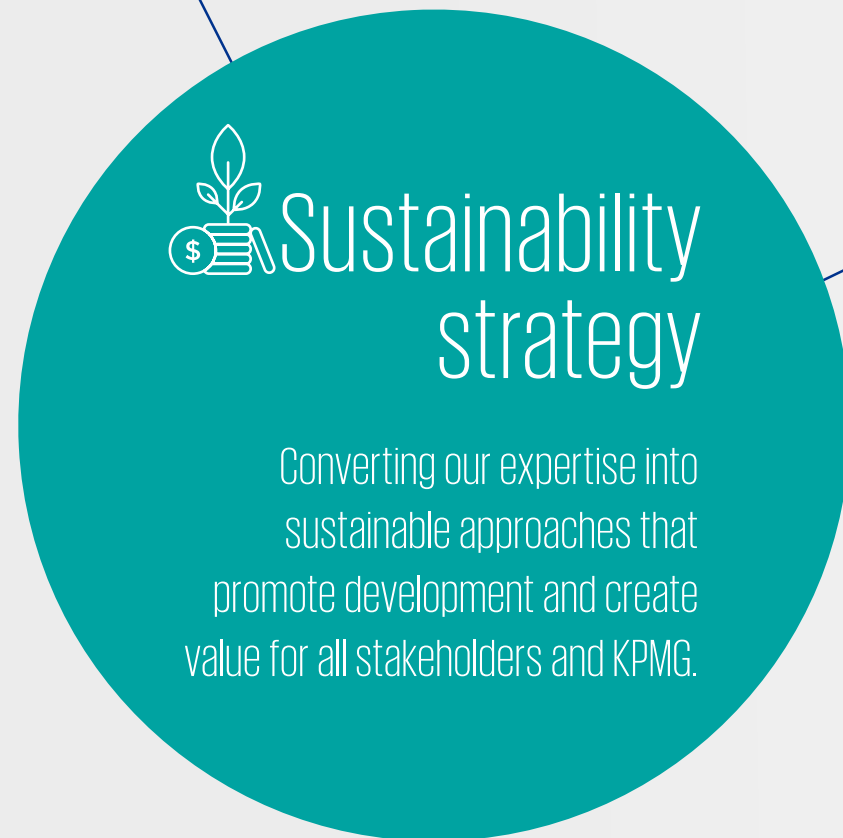 $
Sustainability
strategy
Converting our expertise into
sustainable approaches that
promote development and create
value for all stakeholders and KPMG.